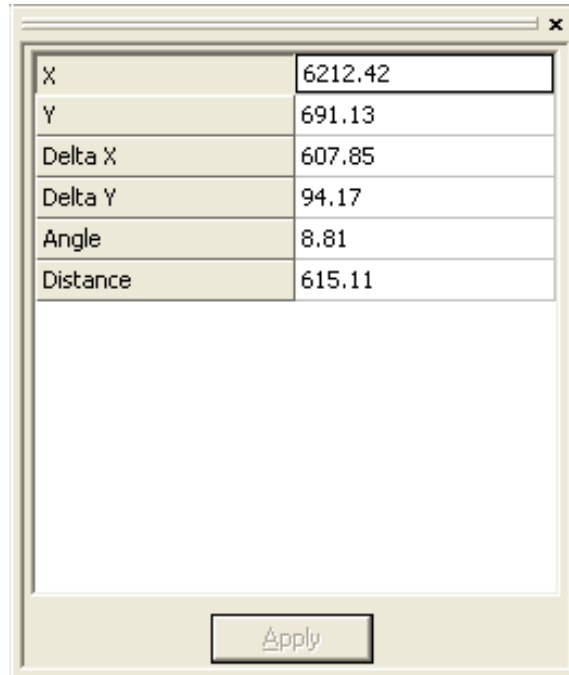 X 6212.42
Y 691.13
Delta X 607.85
Delta Y 94.17
Angle 8.81
Distance 615.11
Apply